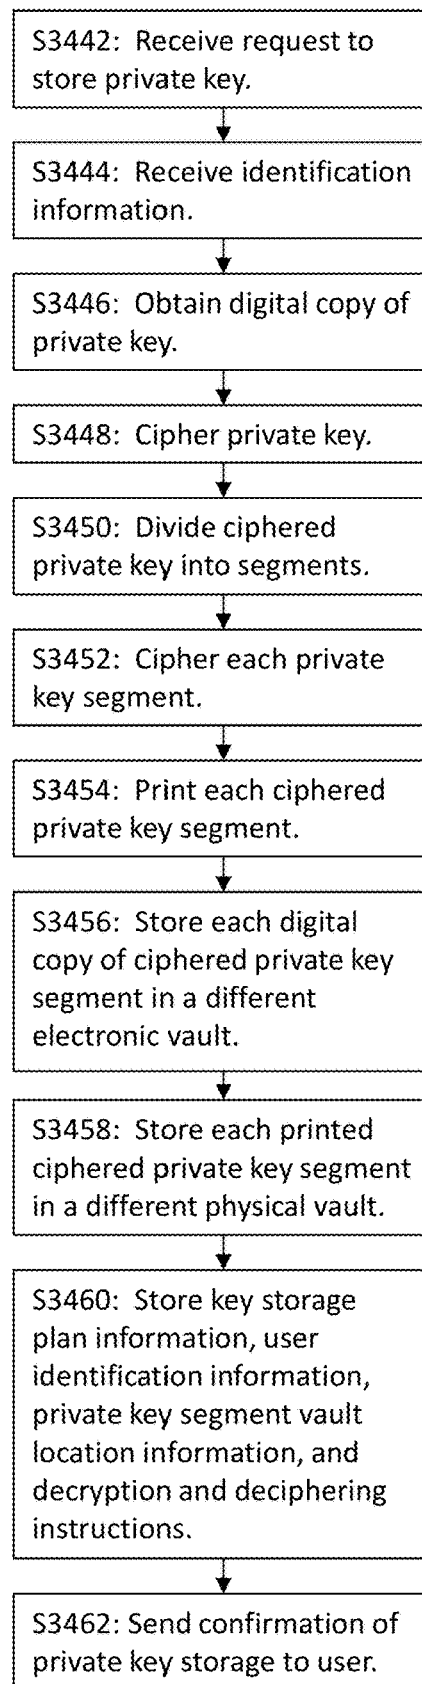 S3442: Receive request to
store private key.
S3444: Receive identification
information.
S3446: Obtain digital copy of
private key.
S3448: Cipher private key.
S3450: Divide ciphered
private key into segments.
S3452: Cipher each private
key segment.
S3454: Print each ciphered
private key segment.
S3456: Store each digital
copy of ciphered private key
segment in a different
electronic vault.
S3458: Store each printed
ciphered private key segment
in a different physical vault.
S3460: Store key storage
plan information, user
identification information,
private key segment vault
location information, and
decryption and deciphering
instructions.
S3462: Send confirmation of
private key storage to user.